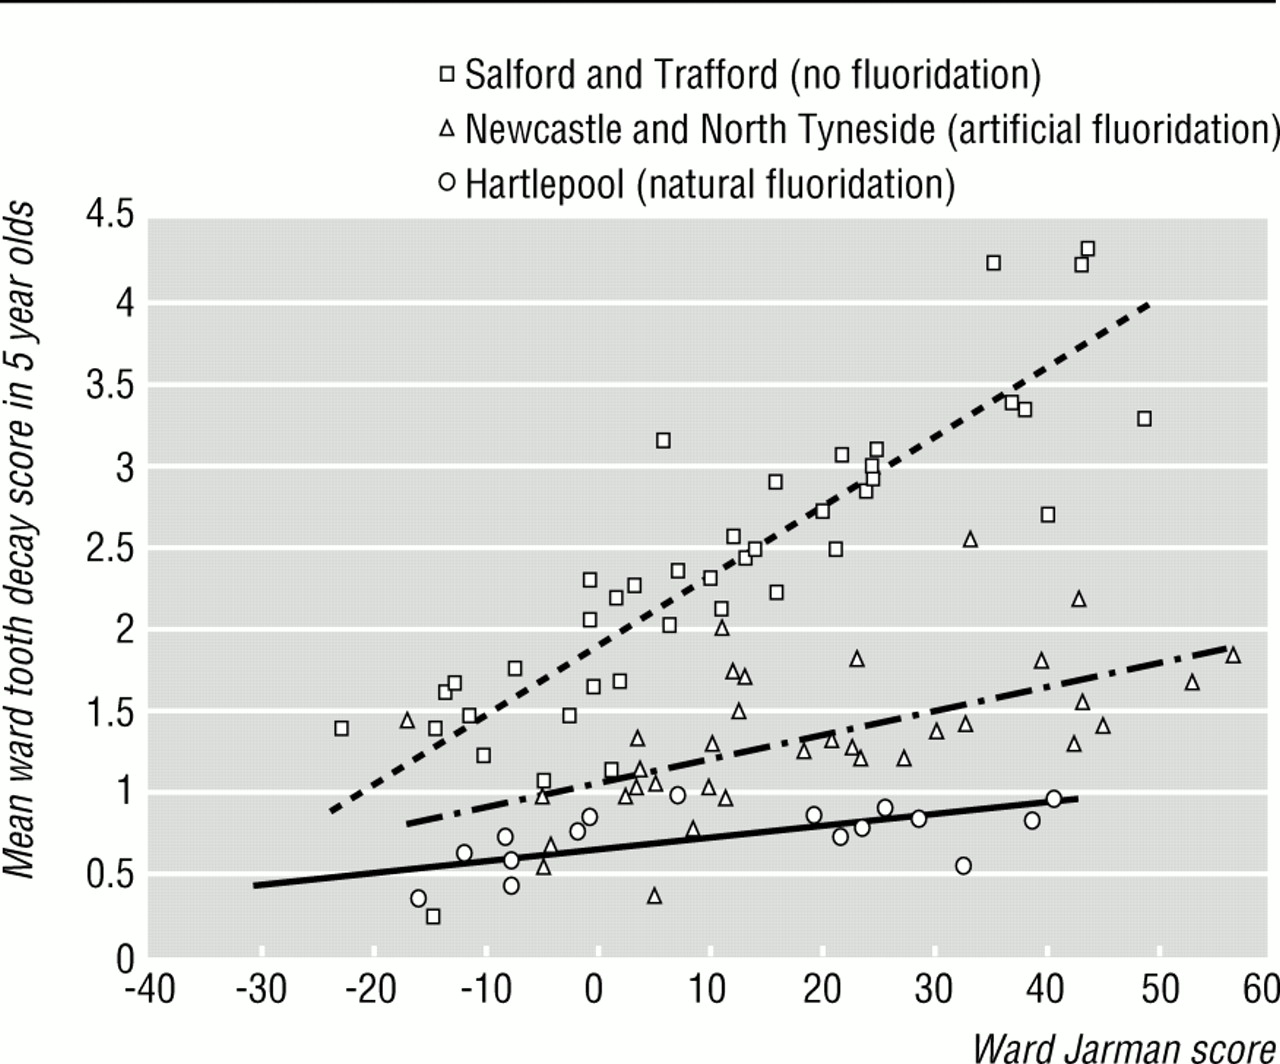 Salford and Trafford (no fluoridation)
Newcastle and North Tyneside (artificial fluoridation)
Hartlepool (natural fluoridation)
Mean ward tooth decay score in 5 year olds
4.5
4
3.5
3
2.5
2
1.5
1
0.5
0
-40 -30 -20 -10 0 10 20 30 40 50 60
Ward Jarman score